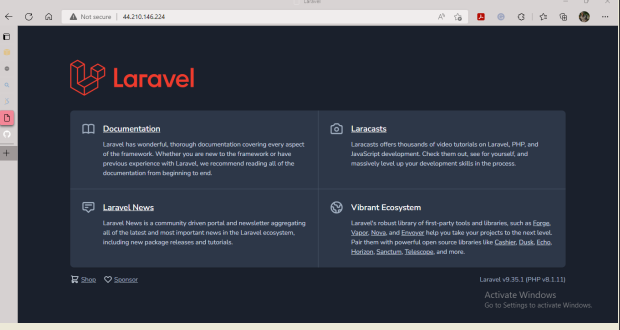 Laravel
Not secure | 44.210.146.224
Laravel
Documentation
Laravel has wonderful, thorough documentation covering every aspect
of the framework. Whether you are new to the framework or have
previous experience with Laravel, we recommend reading all of the
documentation from beginning to end.
Laracasts
Laracasts offers thousands of video tutorials on Laravel, PHP, and
JavaScript development. Check them out, see for yourself, and
massively level up your development skills in the process.
Laravel News
Laravel News is a community driven portal and newsletter aggregating
all of the latest and most important news in the Laravel ecosystem,
including new package releases and tutorials.
Vibrant Ecosystem
Laravel's robust library of first-party tools and libraries, such as Forge,
Vapor, Nova, and Envoyer help you take your projects to the next level.
Pair them with powerful open source libraries like Cashier, Dusk, Echo,
Horizon, Sanctum, Telescope, and more.
Shop Sponsor
Laravel v9.35.1 (PHP v8.1.11)
Activate Windows
Go to Settings to activate Windows.